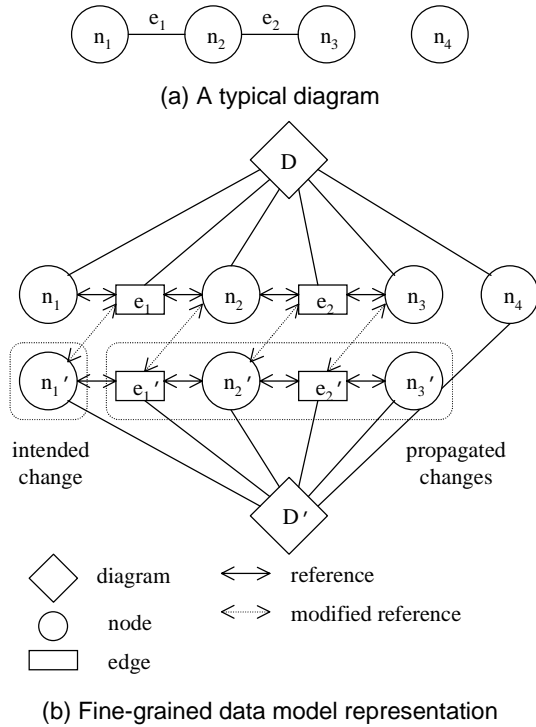 e₁ e₂
n₁ n₂ n₃ n₄
(a) A typical diagram
D
n₁ e₁ n₂ e₂ n₃ n₄
n₁′ e₁′ n₂′ e₂′ n₃′
intended change
propagated changes
D′
diagram
reference
node
modified reference
edge
(b) Fine-grained data model representation